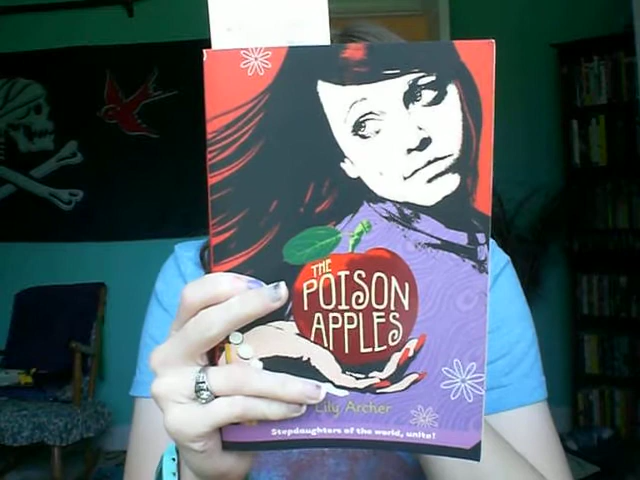 THE
POISON
APPLES
Lily Archer
Stepdaughters of the world, unite!